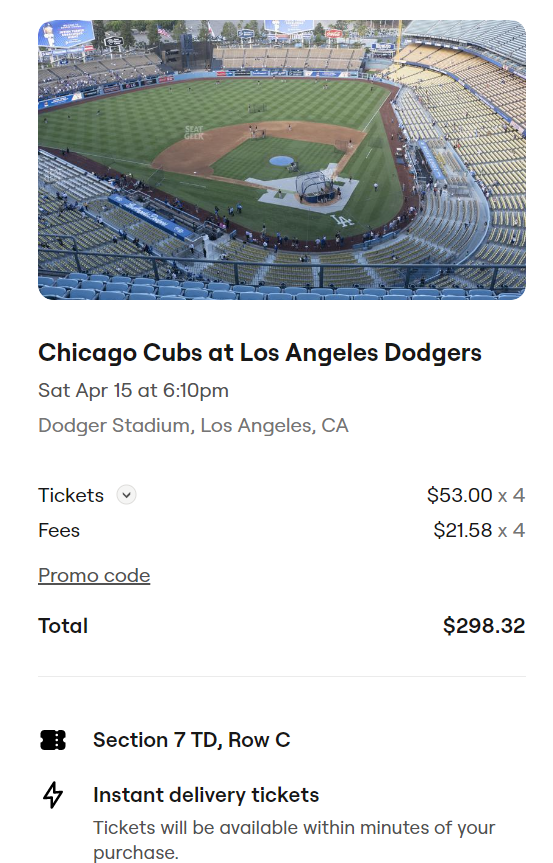 SEAT
GEEK
LA
Chicago Cubs at Los Angeles Dodgers
Sat Apr 15 at 6:10pm
Dodger Stadium, Los Angeles, CA
Tickets $53.00 x 4
Fees $21.58 x 4
Promo code
Total $298.32
Section 7 TD, Row C
Instant delivery tickets
Tickets will be available within minutes of your
purchase.